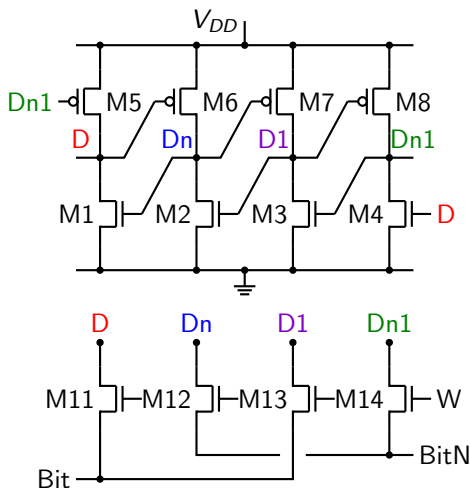 V_DD
Dn1 M5 M6 M7 M8
D Dn D1 Dn1
M1 M2 M3 M4 D
D Dn D1 Dn1
M11 M12 M13 M14 W
BitN
Bit